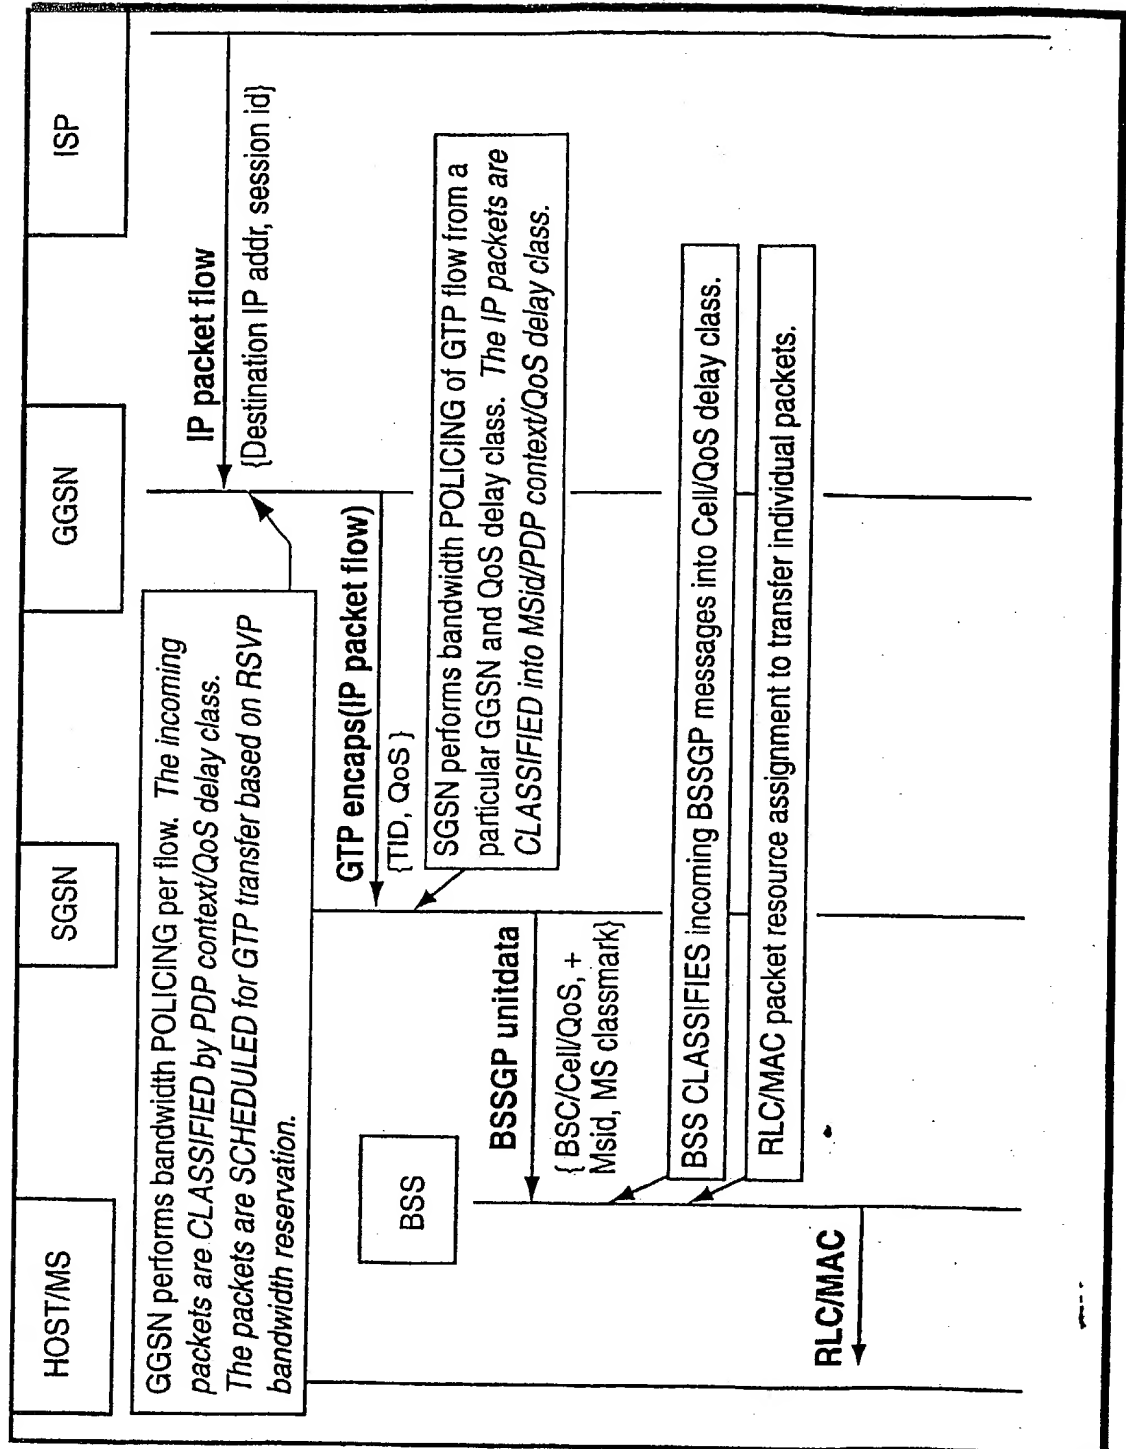 HOST/MS
SGSN
GGSN
ISP
GGSN performs bandwidth POLICING per flow. The incoming
packets are CLASSIFIED by PDP context/QoS delay class.
The packets are SCHEDULED for GTP transfer based on RSVP
bandwidth reservation.
IP packet flow
{Destination IP addr, session id}
GTP encaps(IP packet flow)
{TID, QoS }
SGSN performs bandwidth POLICING of GTP flow from a
particular GGSN and QoS delay class. The IP packets are
CLASSIFIED into MSid/PDP context/QoS delay class.
BSS
BSSGP unitdata
{ BSC/Cell/QoS, +
Msid, MS classmark}
BSS CLASSIFIES incoming BSSGP messages into Cell/QoS delay class.
RLC/MAC packet resource assignment to transfer individual packets.
RLC/MAC